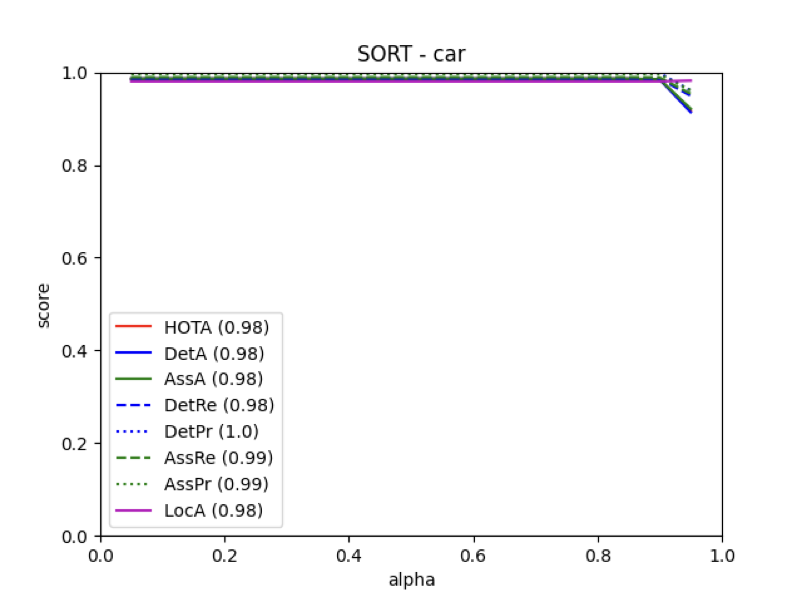 SORT - car
1.0
0.8
0.6
0.4
0.2
0.0
score
HOTA (0.98)
DetA (0.98)
AssA (0.98)
DetRe (0.98)
DetPr (1.0)
AssRe (0.99)
AssPr (0.99)
LocA (0.98)
0.0 0.2 0.4 0.6 0.8 1.0
alpha